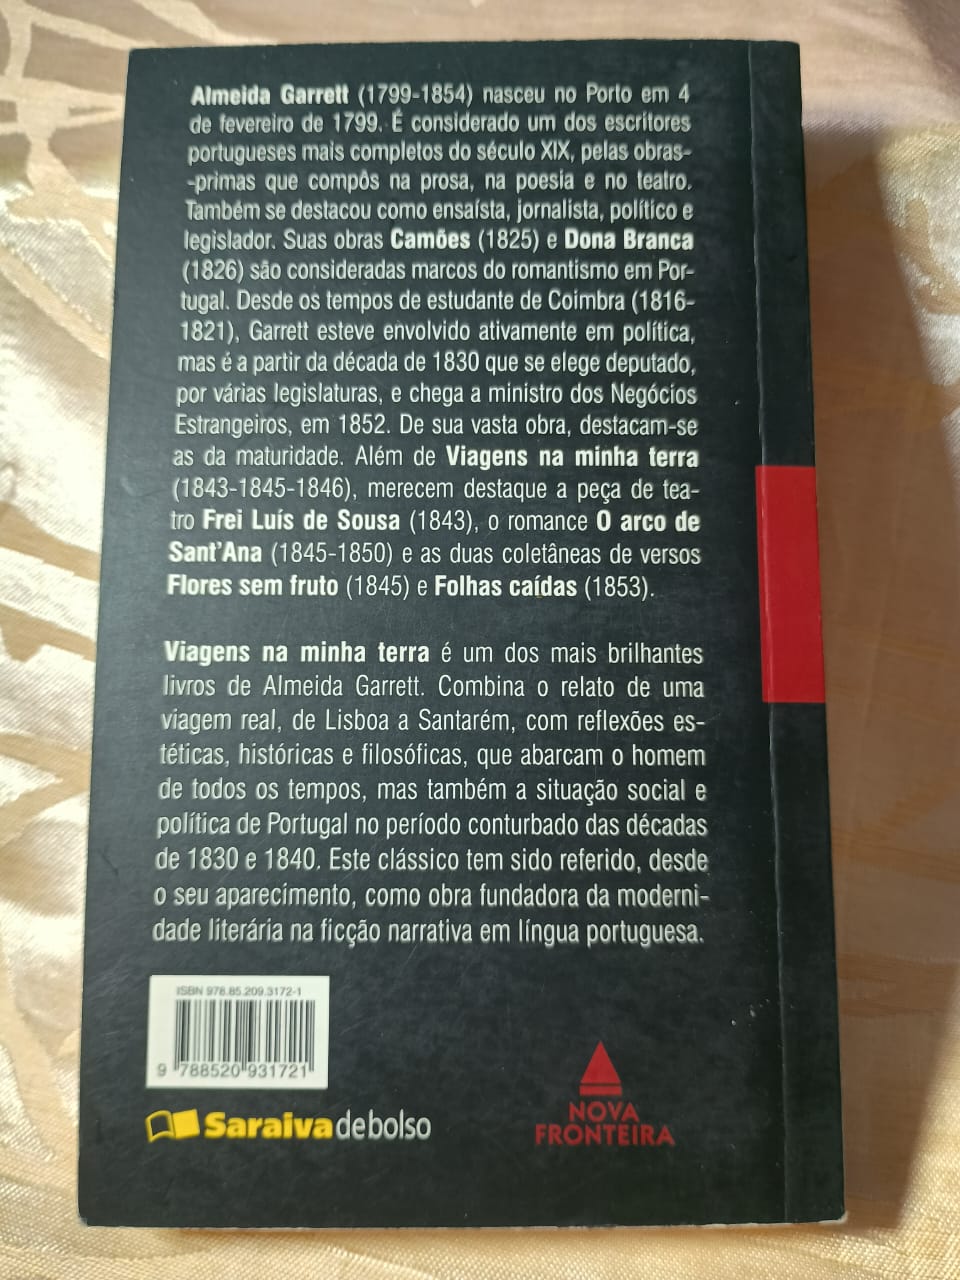 Almeida Garrett (1799-1854) nasceu no Porto em 4
de fevereiro de 1799. É considerado um dos escritores
portugueses mais completos do século XIX, pelas obras-
-primas que compôs na prosa, na poesia e no teatro.
Também se destacou como ensaísta, jornalista, político e
legislador. Suas obras Camões (1825) e Dona Branca
(1826) são consideradas marcos do romantismo em Por-
tugal. Desde os tempos de estudante de Coimbra (1816-
1821), Garrett esteve envolvido ativamente em política,
mas é a partir da década de 1830 que se elege deputado,
por várias legislaturas, e chega a ministro dos Negócios
Estrangeiros, em 1852. De sua vasta obra, destacam-se
as da maturidade. Além de Viagens na minha terra
(1843-1845-1846), merecem destaque a peça de tea-
tro Frei Luís de Sousa (1843), o romance O arco de
Sant'Ana (1845-1850) e as duas coletâneas de versos
Flores sem fruto (1845) e Folhas caídas (1853).
Viagens na minha terra é um dos mais brilhantes
livros de Almeida Garrett. Combina o relato de uma
viagem real, de Lisboa a Santarém, com reflexões es-
téticas, históricas e filosóficas, que abarcam o homem
de todos os tempos, mas também a situação social e
política de Portugal no período conturbado das décadas
de 1830 e 1840. Este clássico tem sido referido, desde
o seu aparecimento, como obra fundadora da moderni-
dade literária na ficção narrativa em língua portuguesa.
ISBN 978.85.209.3172-1
9 788520 931721
Saraiva debolso
NOVA
FRONTEIRA